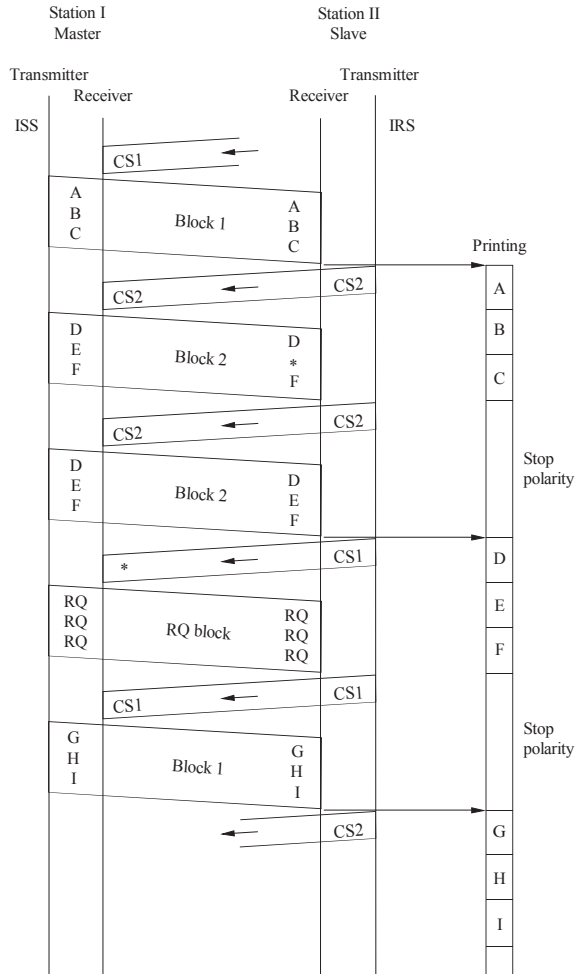 Station I
Master
Station II
Slave
Transmitter
Receiver
Receiver
Transmitter
ISS
IRS
CS1
A
B
C
Block 1
A
B
C
Printing
CS2
CS2
A
B
C
D
E
F
Block 2
D
*
F
CS2
CS2
Stop
polarity
D
E
F
Block 2
D
E
F
*
CS1
D
E
F
RQ
RQ
RQ
RQ block
RQ
RQ
RQ
CS1
CS1
Stop
polarity
G
H
I
Block 1
G
H
I
CS2
G
H
I